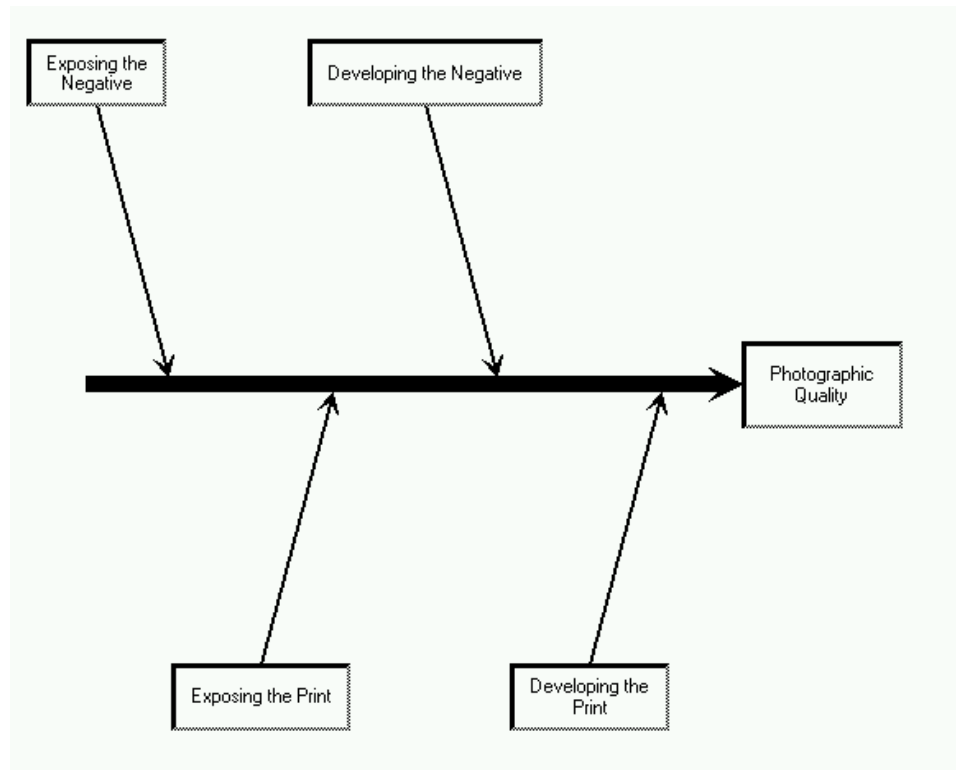 Exposing the
Negative
Developing the Negative
Photographic
Quality
Exposing the Print
Developing the
Print